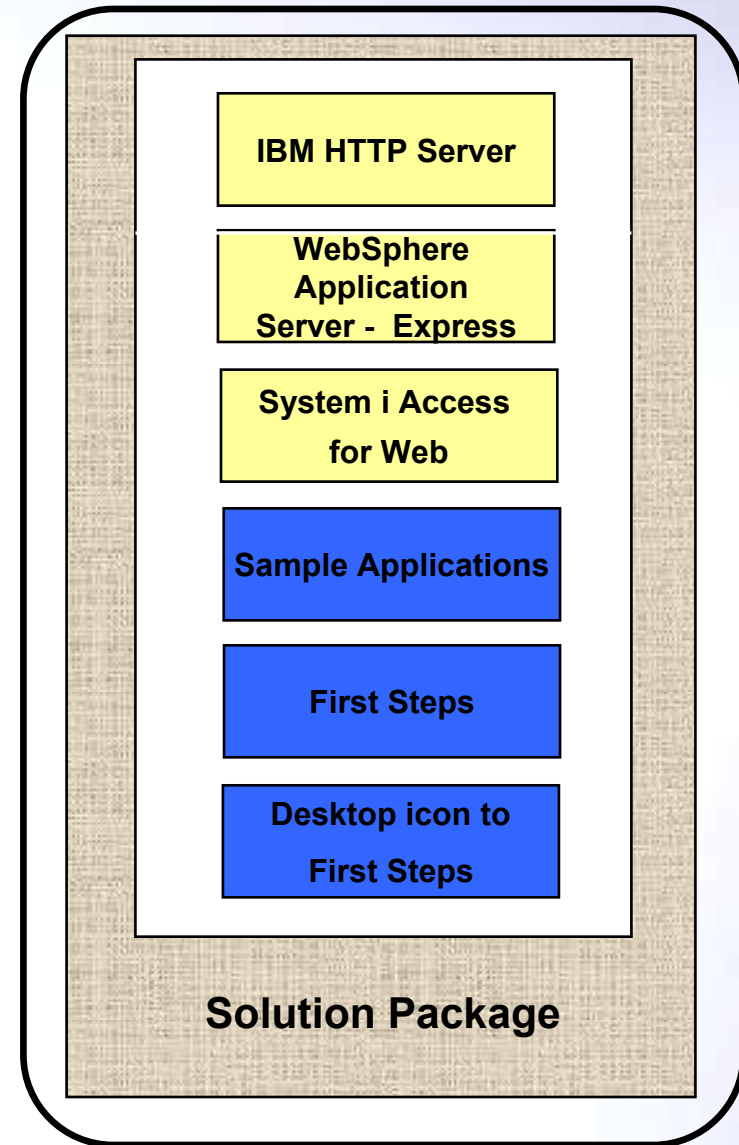 IBM HTTP Server
WebSphere
Application
Server - Express
System i Access
for Web
Sample Applications
First Steps
Desktop icon to
First Steps
Solution Package